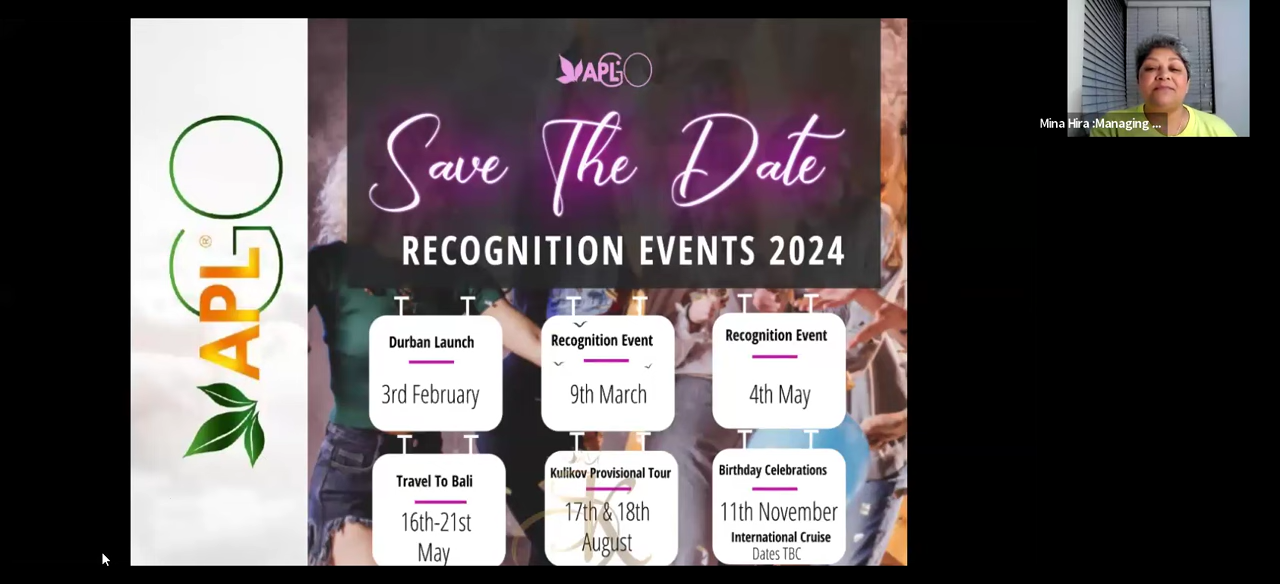 APLGO
APLGO
Save The Date
RECOGNITION EVENTS 2024
Durban Launch
3rd February
Recognition Event
9th March
Recognition Event
4th May
Travel To Bali
16th-21st
May
Kulikov Provisional Tour
17th & 18th
August
Birthday Celebrations
11th November
International Cruise
Dates TBC
Mina Hira :Managing ...